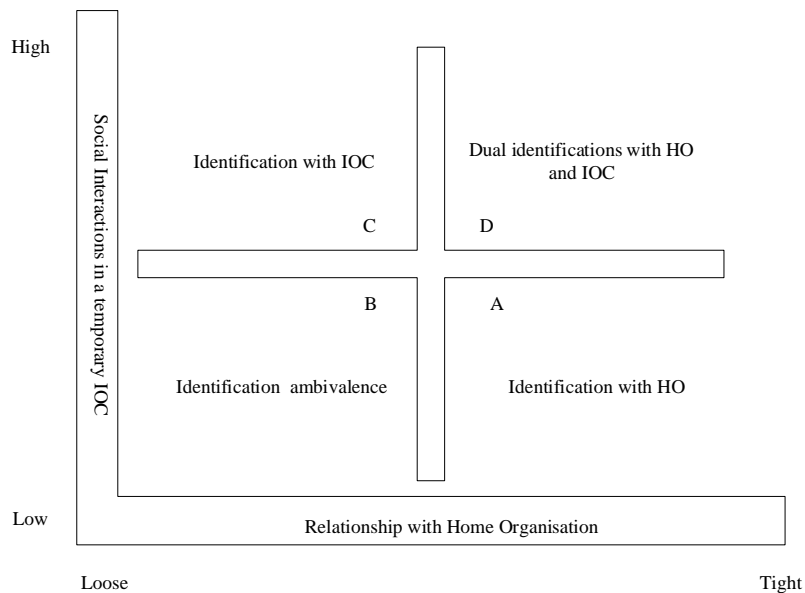 High
Social Interactions in a temporary IOC
Identification with IOC
Dual identifications with HO
and IOC
C
D
B
A
Identification ambivalence
Identification with HO
Low
Relationship with Home Organisation
Loose
Tight